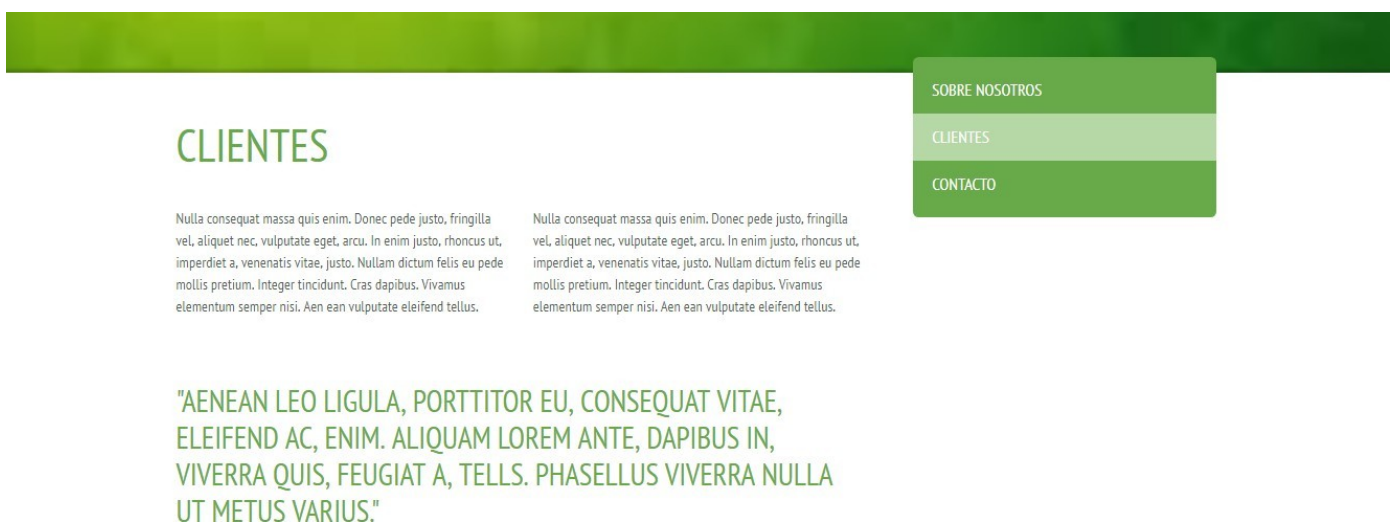 SOBRE NOSOTROS
CLIENTES
CONTACTO
CLIENTES
Nulla consequat massa quis enim. Donec pede justo, fringilla
vel, aliquet nec, vulputate eget, arcu. In enim justo, rhoncus ut,
imperdiet a, venenatis vitae, justo. Nullam dictum felis eu pede
mollis pretium. Integer tincidunt. Cras dapibus. Vivamus
elementum semper nisi. Aen ean vulputate eleifend tellus.
Nulla consequat massa quis enim. Donec pede justo, fringilla
vel, aliquet nec, vulputate eget, arcu. In enim justo, rhoncus ut,
imperdiet a, venenatis vitae, justo. Nullam dictum felis eu pede
mollis pretium. Integer tincidunt. Cras dapibus. Vivamus
elementum semper nisi. Aen ean vulputate eleifend tellus.
"AENEAN LEO LIGULA, PORTTITOR EU, CONSEQUAT VITAE,
ELEIFEND AC, ENIM. ALIQUAM LOREM ANTE, DAPIBUS IN,
VIVERRA QUIS, FEUGIAT A, TELLS. PHASELLUS VIVERRA NULLA
UT METUS VARIUS."